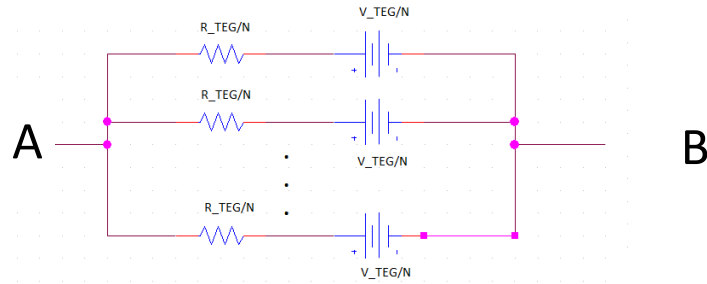 V_TEG/N
R_TEG/N
+ -
R_TEG/N
+ -
A
B
V_TEG/N
R_TEG/N
+ -
V_TEG/N